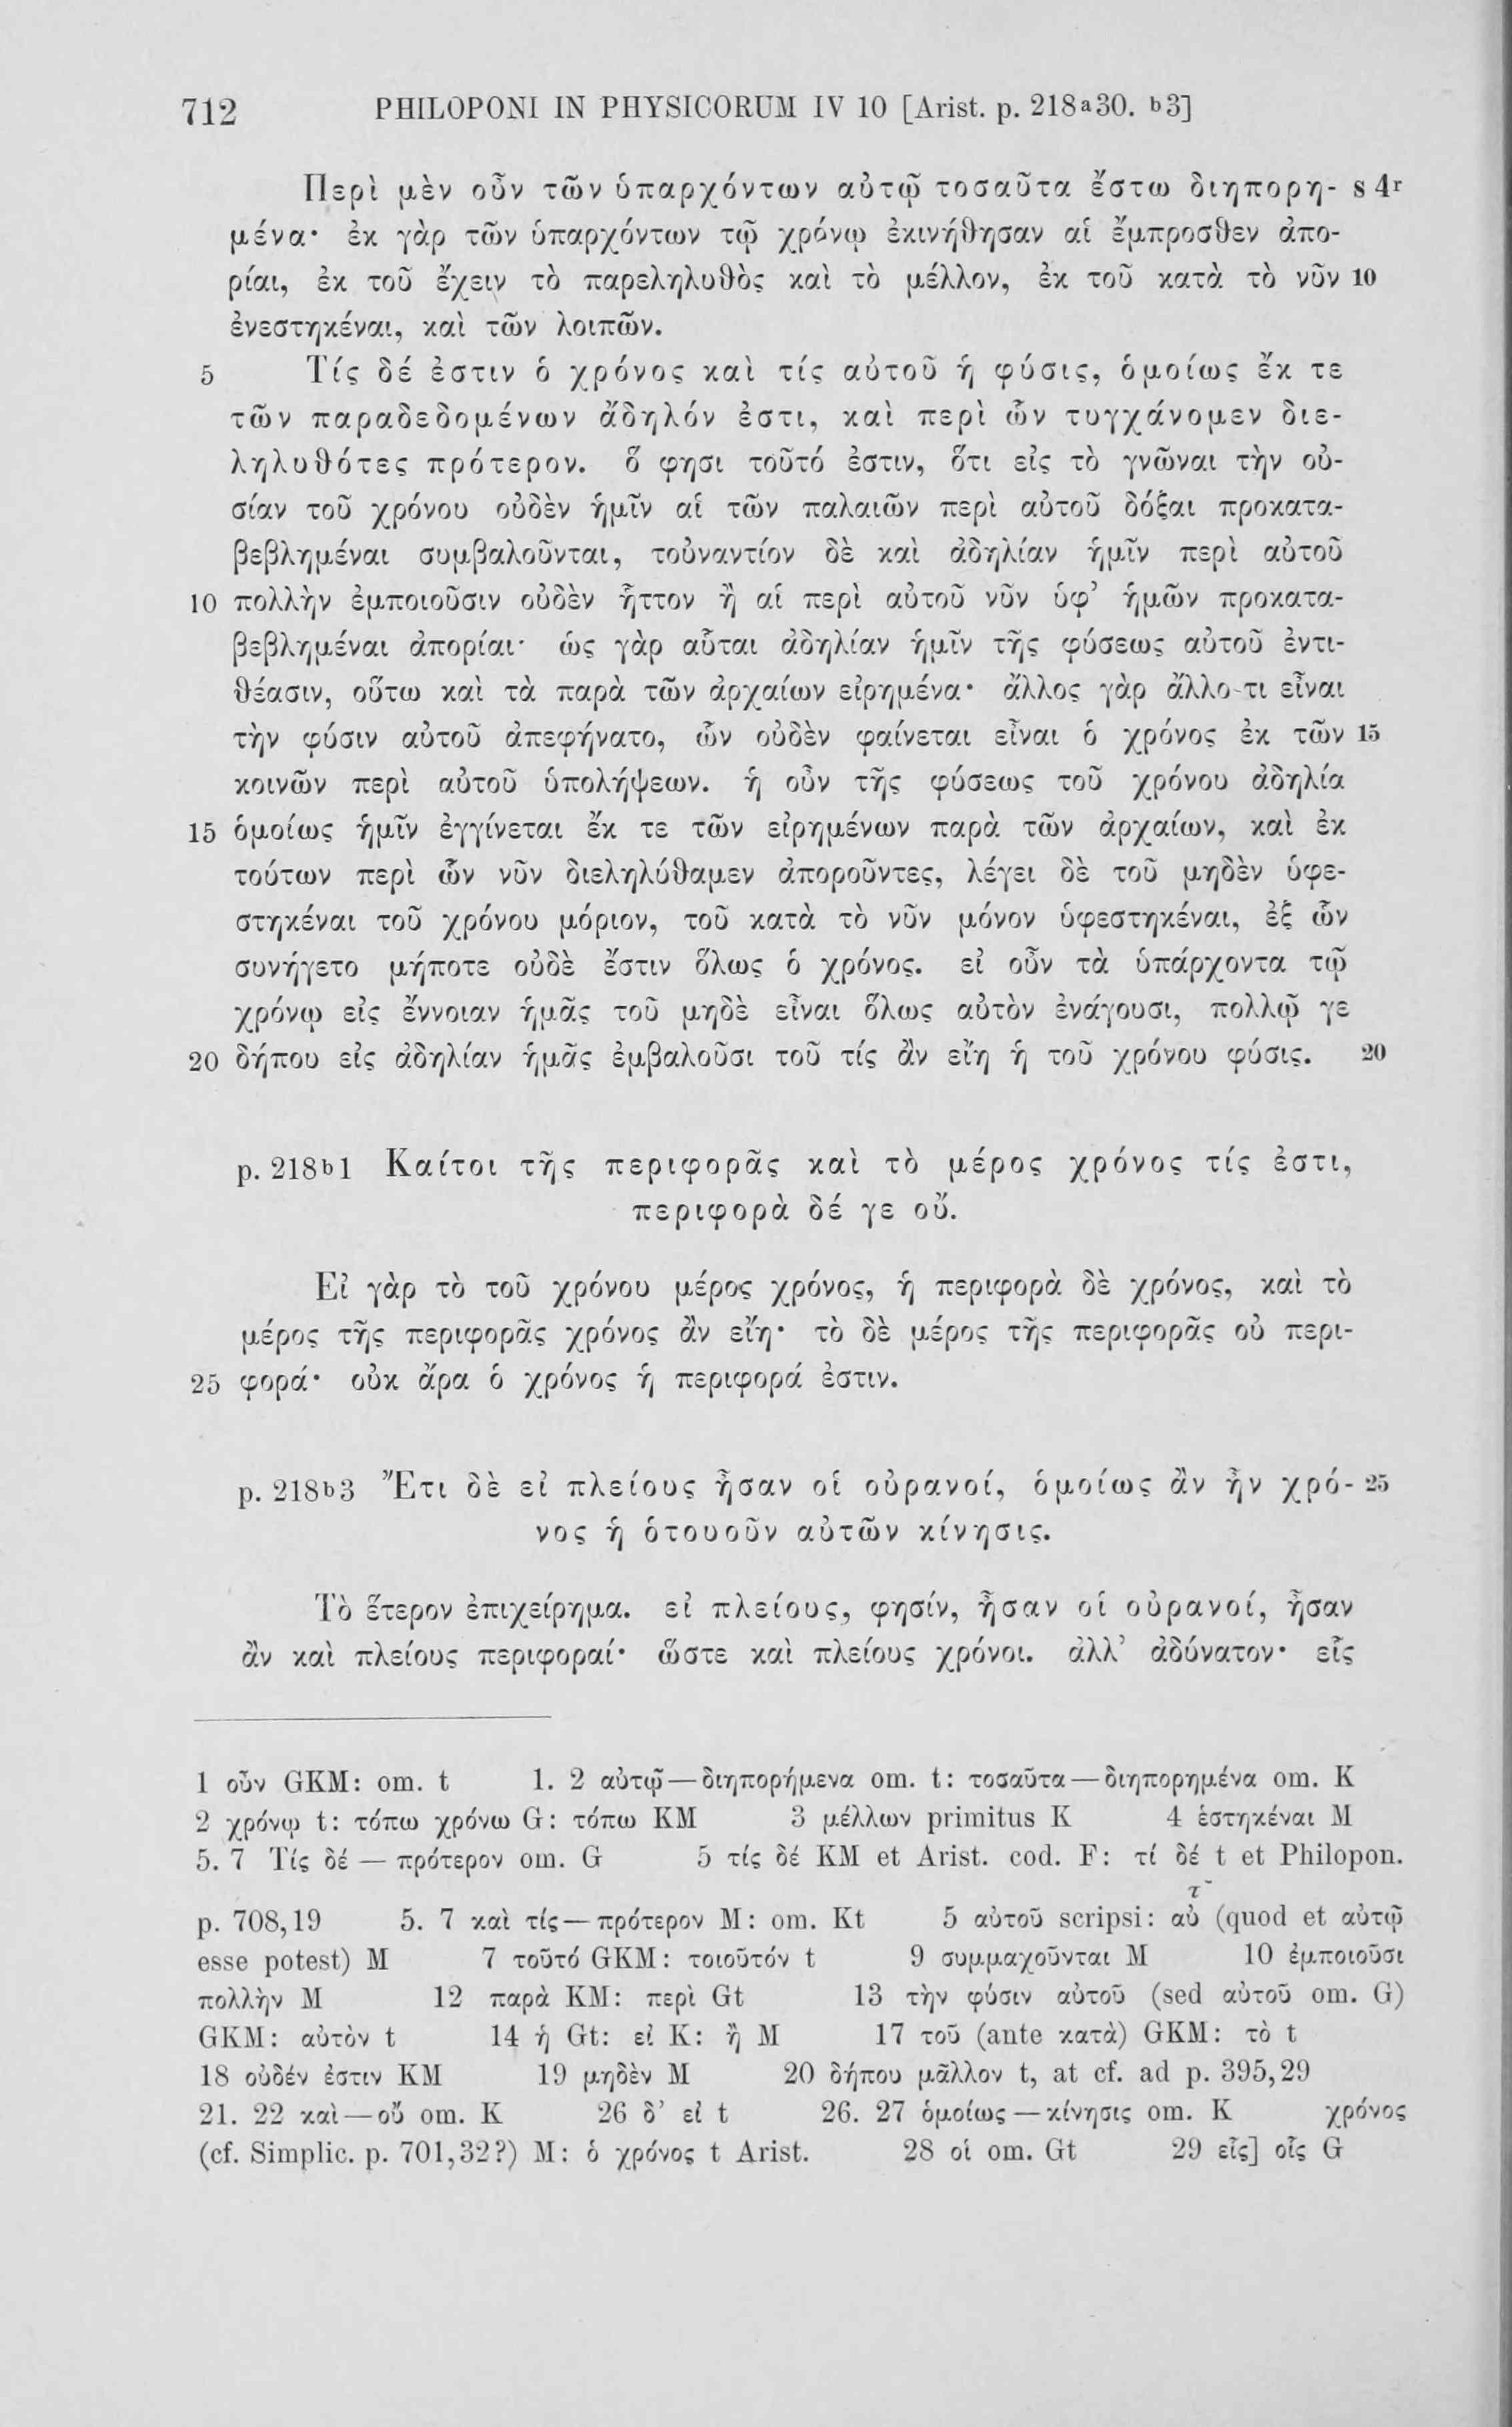 712 PHILOPONI IN PHYSICORUM IV 10 [Arist. p. 218a30. b3]
Περὶ μὲν οὖν τῶν ὑπαρχόντων αὐτῷ τοσαῦτα ἔστω διηπορη- s 4r
μένα· ἐκ γὰρ τῶν ὑπαρχόντων τῷ χρόνῳ ἐκινήθησαν αἱ ἔμπροσθεν ἀπο-
ρίαι, ἐκ τοῦ ἔχειν τὸ παρεληλυθὸς καὶ τὸ μέλλον, ἐκ τοῦ κατὰ τὸ νῦν 10
ἐνεστηκέναι, καὶ τῶν λοιπῶν.
5 Τίς δέ ἐστιν ὁ χρόνος καὶ τίς αὐτοῦ ἡ φύσις, ὁμοίως ἔκ τε
τῶν παραδεδομένων ἄδηλόν ἐστι, καὶ περὶ ὧν τυγχάνομεν διε-
ληλυθότες πρότερον. ὅ φησι τοῦτό ἐστιν, ὅτι εἰς τὸ γνῶναι τὴν οὐ-
σίαν τοῦ χρόνου οὐδὲν ἡμῖν αἱ τῶν παλαιῶν περὶ αὐτοῦ δόξαι προκατα-
βεβλημέναι συμβαλοῦνται, τοὐναντίον δὲ καὶ ἀδηλίαν ἡμῖν περὶ αὐτοῦ
10 πολλὴν ἐμποιοῦσιν οὐδὲν ἧττον ἢ αἱ περὶ αὐτοῦ νῦν ὑφ’ ἡμῶν προκατα-
βεβλημέναι ἀπορίαι· ὡς γὰρ αὗται ἀδηλίαν ἡμῖν τῆς φύσεως αὐτοῦ ἐντι-
θέασιν, οὕτω καὶ τὰ παρὰ τῶν ἀρχαίων εἰρημένα· ἄλλος γὰρ ἄλλο τι εἶναι
τὴν φύσιν αὐτοῦ ἀπεφήνατο, ὧν οὐδὲν φαίνεται εἶναι ὁ χρόνος ἐκ τῶν 15
κοινῶν περὶ αὐτοῦ ὑπολήψεων. ἡ οὖν τῆς φύσεως τοῦ χρόνου ἀδηλία
15 ὁμοίως ἡμῖν ἐγγίνεται ἔκ τε τῶν εἰρημένων παρὰ τῶν ἀρχαίων, καὶ ἐκ
τούτων περὶ ὧν νῦν διεληλύθαμεν ἀποροῦντες, λέγει δὲ τοῦ μηδὲν ὑφε-
στηκέναι τοῦ χρόνου μόριον, τοῦ κατὰ τὸ νῦν μόνον ὑφεστηκέναι, ἐξ ὧν
συνήγετο μήποτε οὐδὲ ἔστιν ὅλως ὁ χρόνος. εἰ οὖν τὰ ὑπάρχοντα τῷ
χρόνῳ εἰς ἔννοιαν ἡμᾶς τοῦ μηδὲ εἶναι ὅλως αὐτὸν ἐνάγουσι, πολλῷ γε
20 δήπου εἰς ἀδηλίαν ἡμᾶς ἐμβαλοῦσι τοῦ τίς ἂν εἴη ἡ τοῦ χρόνου φύσις. 20
p. 218b1 Καίτοι τῆς περιφορᾶς καὶ τὸ μέρος χρόνος τίς ἐστι,
περιφορὰ δέ γε οὔ.
Εἰ γὰρ τὸ τοῦ χρόνου μέρος χρόνος, ἡ περιφορὰ δὲ χρόνος, καὶ τὸ
μέρος τῆς περιφορᾶς χρόνος ἂν εἴη· τὸ δὲ μέρος τῆς περιφορᾶς οὐ περι-
25 φορά· οὐκ ἄρα ὁ χρόνος ἡ περιφορά ἐστιν.
p. 218b3 Ἔτι δὲ εἰ πλείους ἦσαν οἱ οὐρανοί, ὁμοίως ἂν ἦν χρό- 25
νος ἡ ὁτουοῦν αὐτῶν κίνησις.
Τὸ ἕτερον ἐπιχείρημα. εἰ πλείους, φησίν, ἦσαν οἱ οὐρανοί, ἦσαν
ἂν καὶ πλείους περιφοραί· ὥστε καὶ πλείους χρόνοι. ἀλλ’ ἀδύνατον· εἷς
1 οὖν GKM: om. t 1. 2 αὐτῷ — διηπορήμενα om. t: τοσαῦτα — διηπορημένα om. K
2 χρόνῳ t: τόπω χρόνω G: τόπω KM 3 μέλλων primitus K 4 ἑστηκέναι M
5. 7 Τίς δέ — πρότερον om. G 5 τίς δέ KM et Arist. cod. F: τί δέ t et Philopon.
p. 708,19 5. 7 καὶ τίς — πρότερον M: om. Kt 5 αὐτοῦ scripsi: αὐτ (quod et αὐτῷ
esse potest) M 7 τοῦτό GKM: τοιοῦτόν t 9 συμμαχοῦνται M 10 ἐμποιοῦσι
πολλὴν M 12 παρὰ KM: περὶ Gt 13 τὴν φύσιν αὐτοῦ (sed αὐτοῦ om. G)
GKM: αὐτὸν t 14 ἡ Gt: εἰ K: ἢ M 17 τοῦ (ante κατὰ) GKM: τὸ t
18 οὐδέν ἐστιν KM 19 μηδὲν M 20 δήπου μᾶλλον t, at cf. ad p. 395,29
21. 22 καὶ — οὔ om. K 26 δ’ εἰ t 26. 27 ὁμοίως — κίνησις om. K χρόνος
(cf. Simplic. p. 701,32?) M: ὁ χρόνος t Arist. 28 οἱ om. Gt 29 εἷς] οἷς G